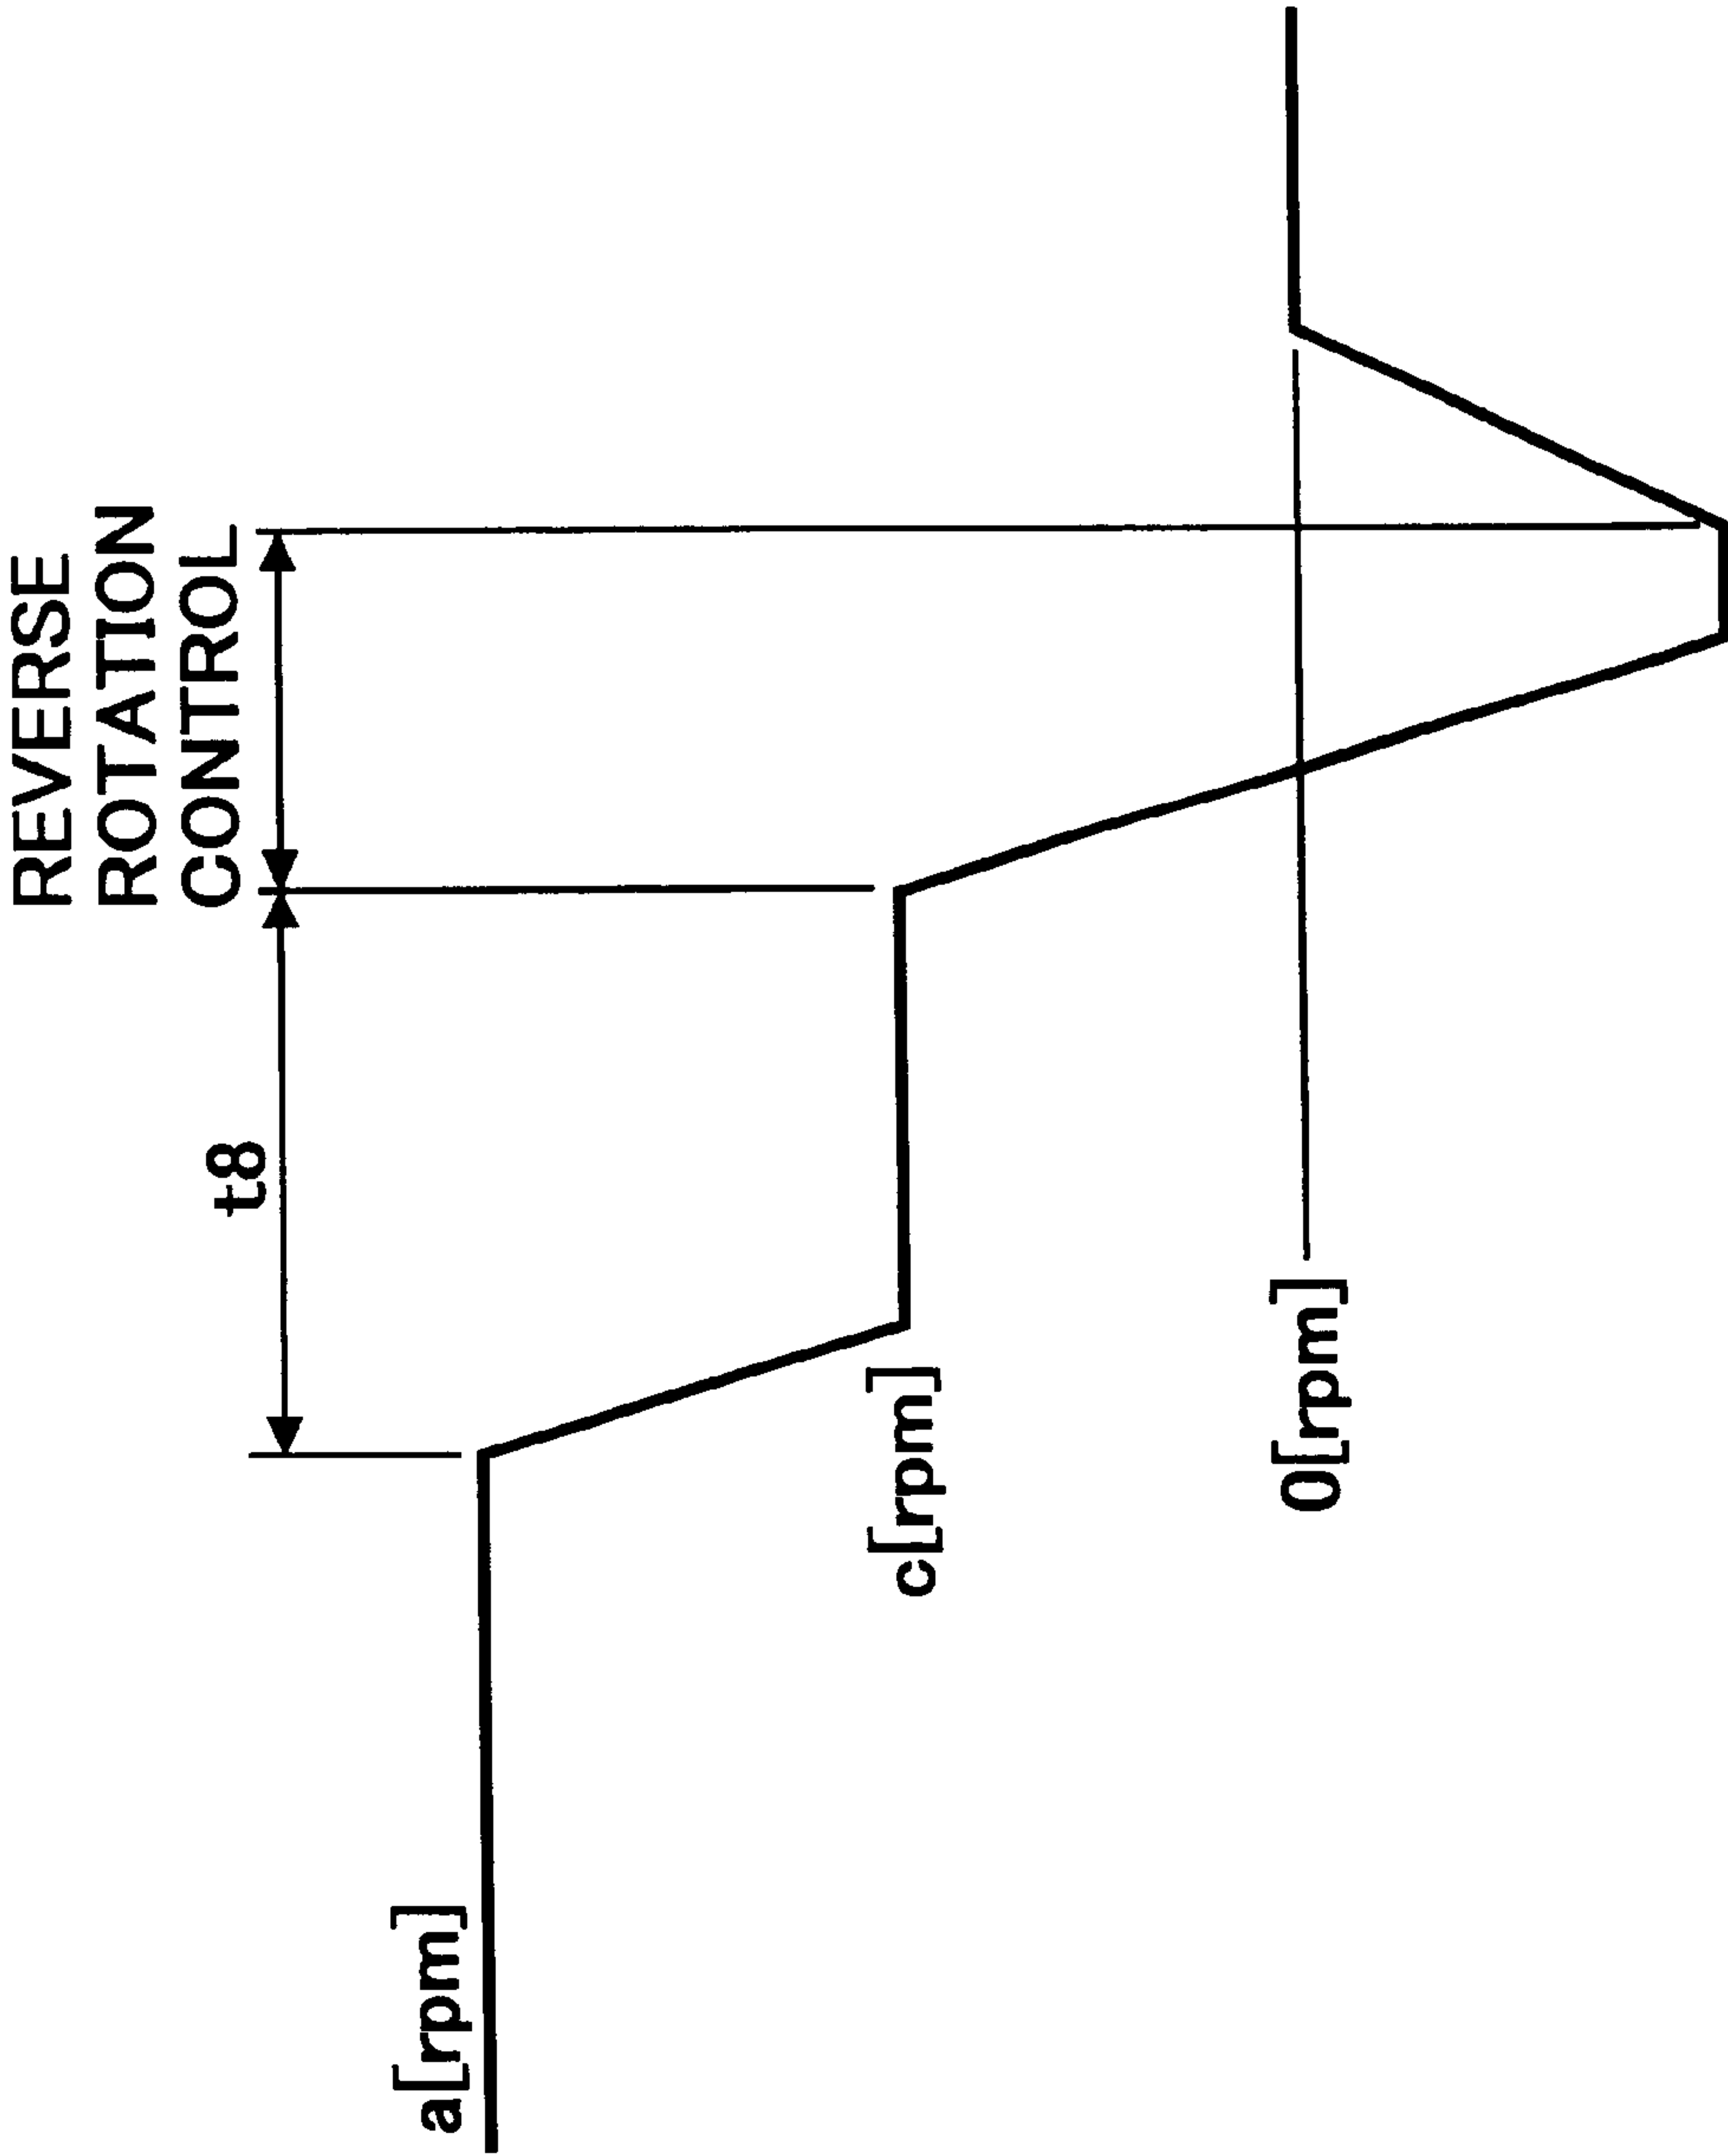 REVERSE
ROTATION
CONTROL
t8
a[rpm]
c[rpm]
0[rpm]